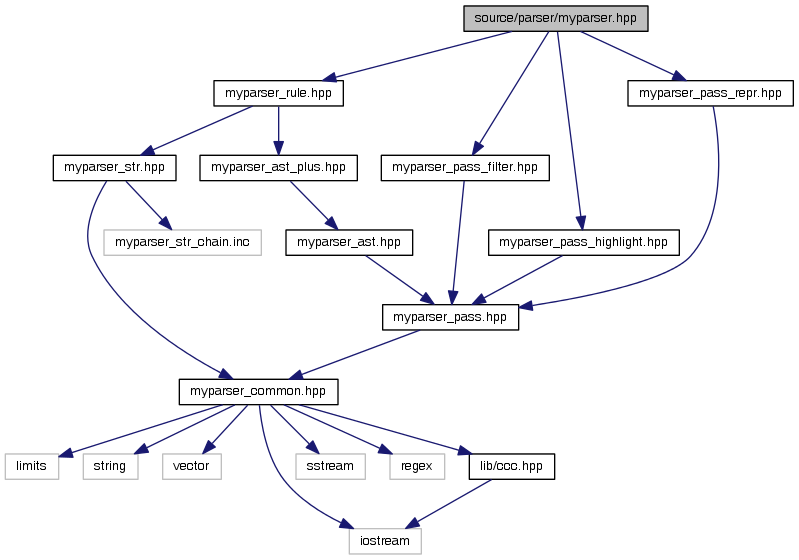 source/parser/myparser.hpp
myparser_rule.hpp
myparser_pass_repr.hpp
myparser_str.hpp
myparser_ast_plus.hpp
myparser_pass_filter.hpp
myparser_str_chain.inc
myparser_ast.hpp
myparser_pass_highlight.hpp
myparser_pass.hpp
myparser_common.hpp
limits
string
vector
sstream
regex
lib/ccc.hpp
iostream